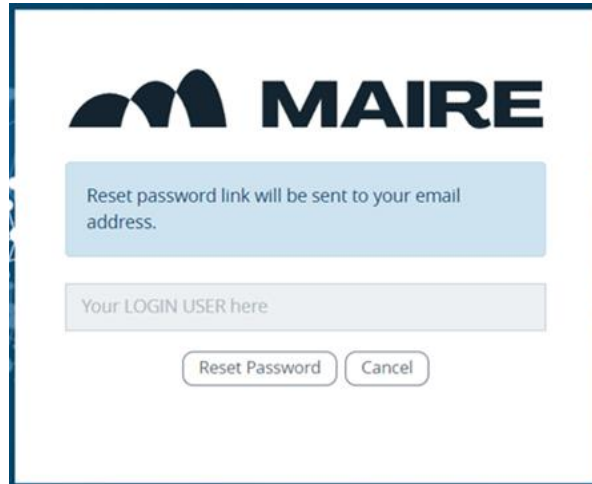 MAIRE
Reset password link will be sent to your email
address.
Your LOGIN USER here
Reset Password
Cancel